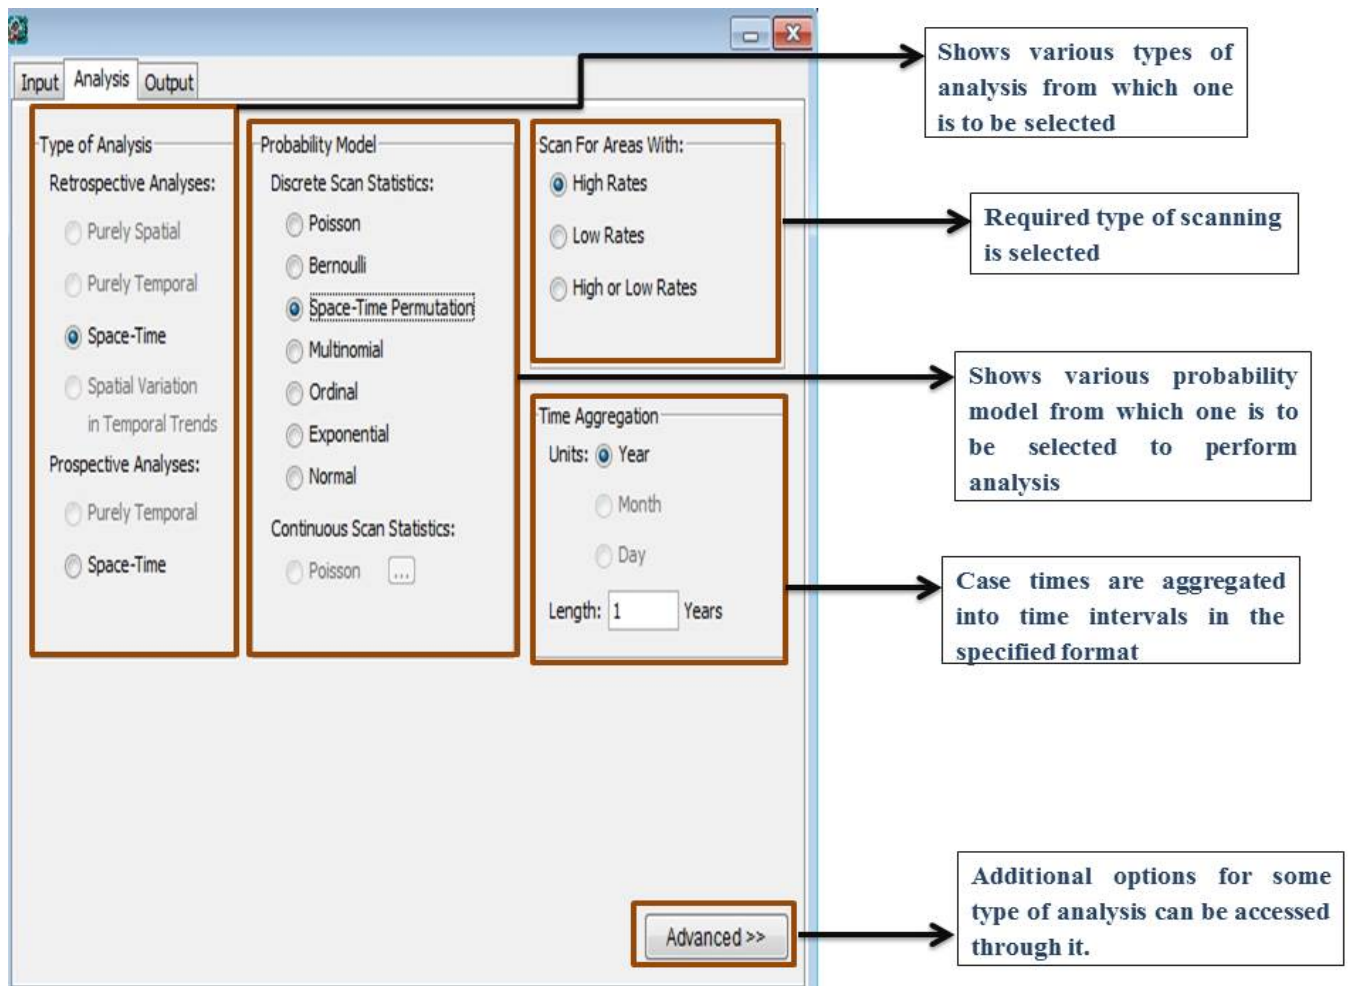 Input Analysis Output
Type of Analysis
Retrospective Analyses:
Purely Spatial
Purely Temporal
Space-Time
Spatial Variation
in Temporal Trends
Prospective Analyses:
Purely Temporal
Space-Time
Probability Model
Discrete Scan Statistics:
Poisson
Bernoulli
Space-Time Permutation
Multinomial
Ordinal
Exponential
Normal
Continuous Scan Statistics:
Poisson ...
Scan For Areas With:
High Rates
Low Rates
High or Low Rates
Time Aggregation
Units: Year
Month
Day
Length: 1 Years
Advanced >>
Shows various types of
analysis from which one
is to be selected
Required type of scanning
is selected
Shows various probability
model from which one is to
be selected to perform
analysis
Case times are aggregated
into time intervals in the
specified format
Additional options for some
type of analysis can be accessed
through it.